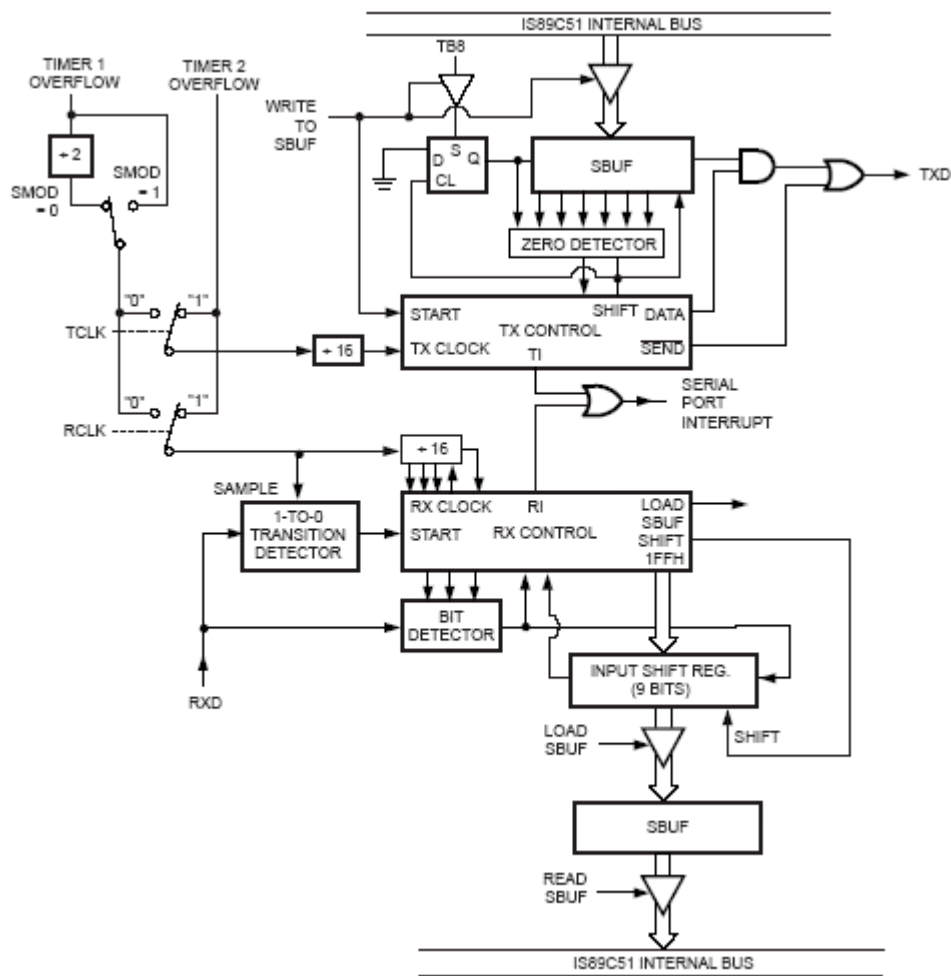 IS89C51 INTERNAL BUS
TB8
TIMER 1
OVERFLOW
TIMER 2
OVERFLOW
WRITE
TO
SBUF
÷ 2
SMOD
= 0
SMOD
= 1
S
D
Q
CL
SBUF
TXD
ZERO DETECTOR
"0"
"1"
TCLK
START
SHIFT
DATA
TX CONTROL
÷ 16
TX CLOCK
TI
SEND
SERIAL
PORT
INTERRUPT
"0"
"1"
RCLK
÷ 16
SAMPLE
1-TO-0
TRANSITION
DETECTOR
RX CLOCK
RI
START
RX CONTROL
LOAD
SBUF
SHIFT
1FFH
BIT
DETECTOR
RXD
INPUT SHIFT REG.
(9 BITS)
LOAD
SBUF
SHIFT
SBUF
READ
SBUF
IS89C51 INTERNAL BUS